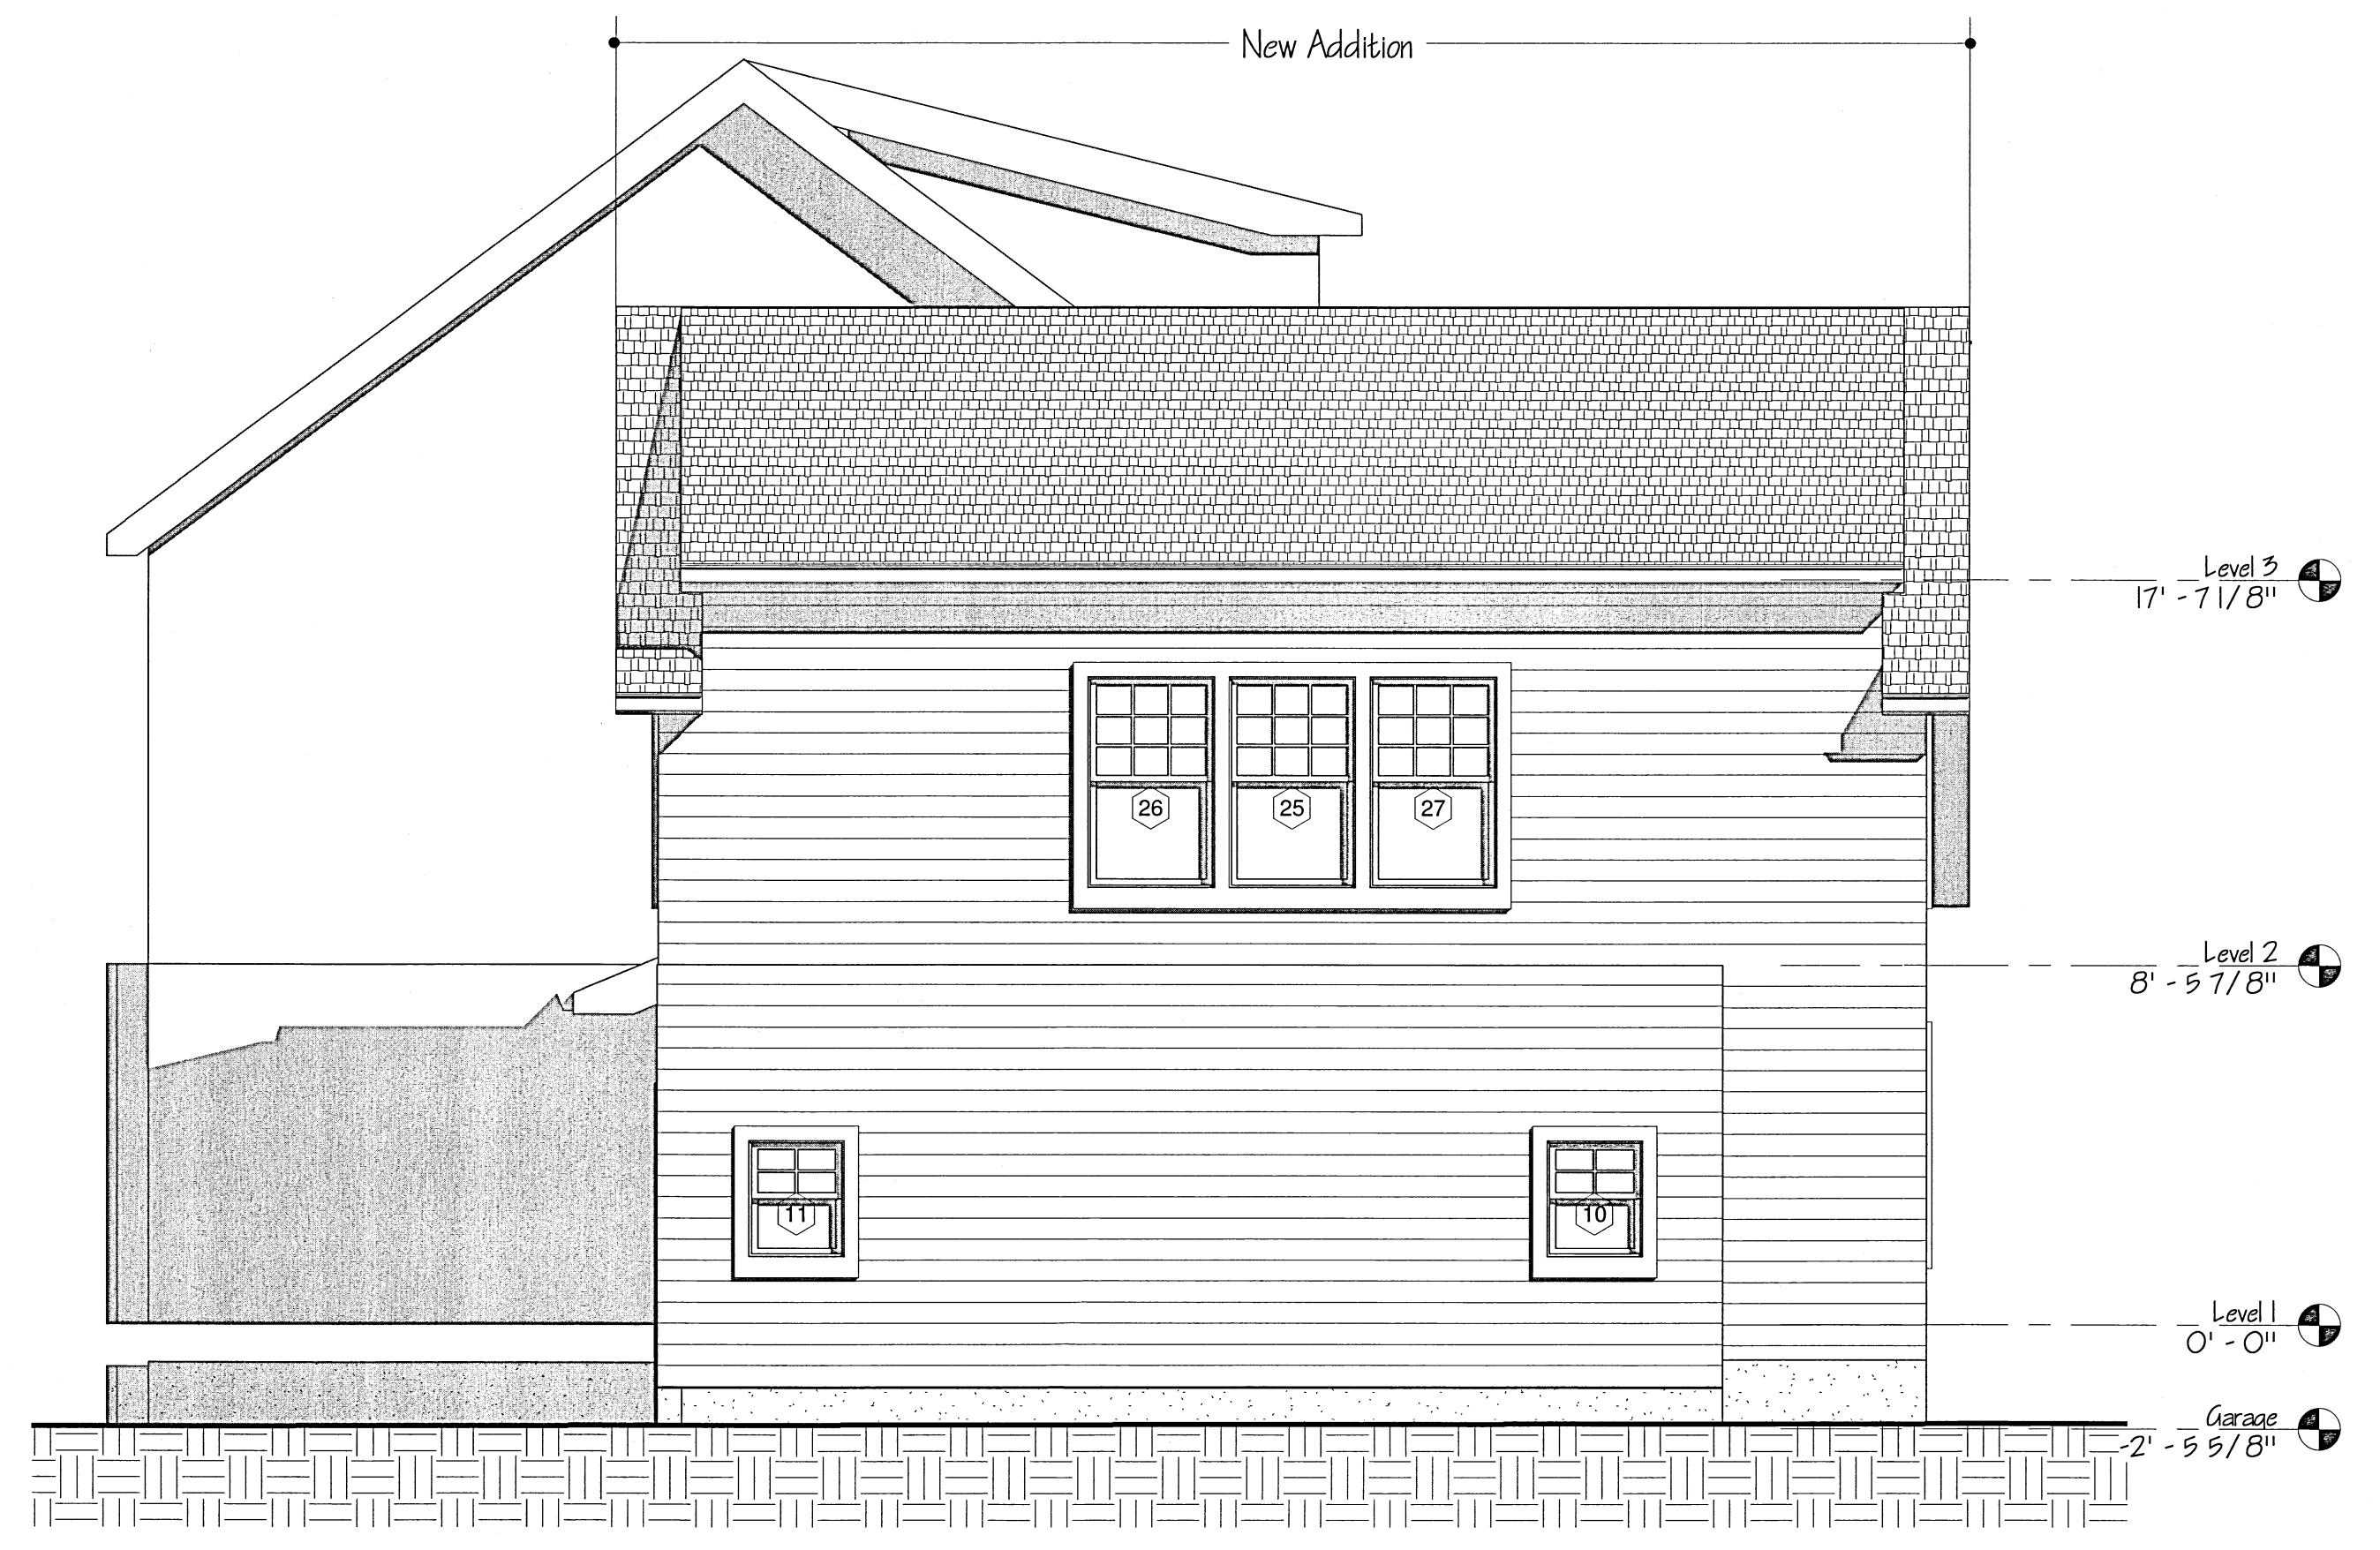 New Addition
Level 3
17' - 7 1/8"
26 25 27
Level 2
8' - 5 7/8"
11 10
Level 1
0' - 0"
Garage
-2' - 5 5/8"